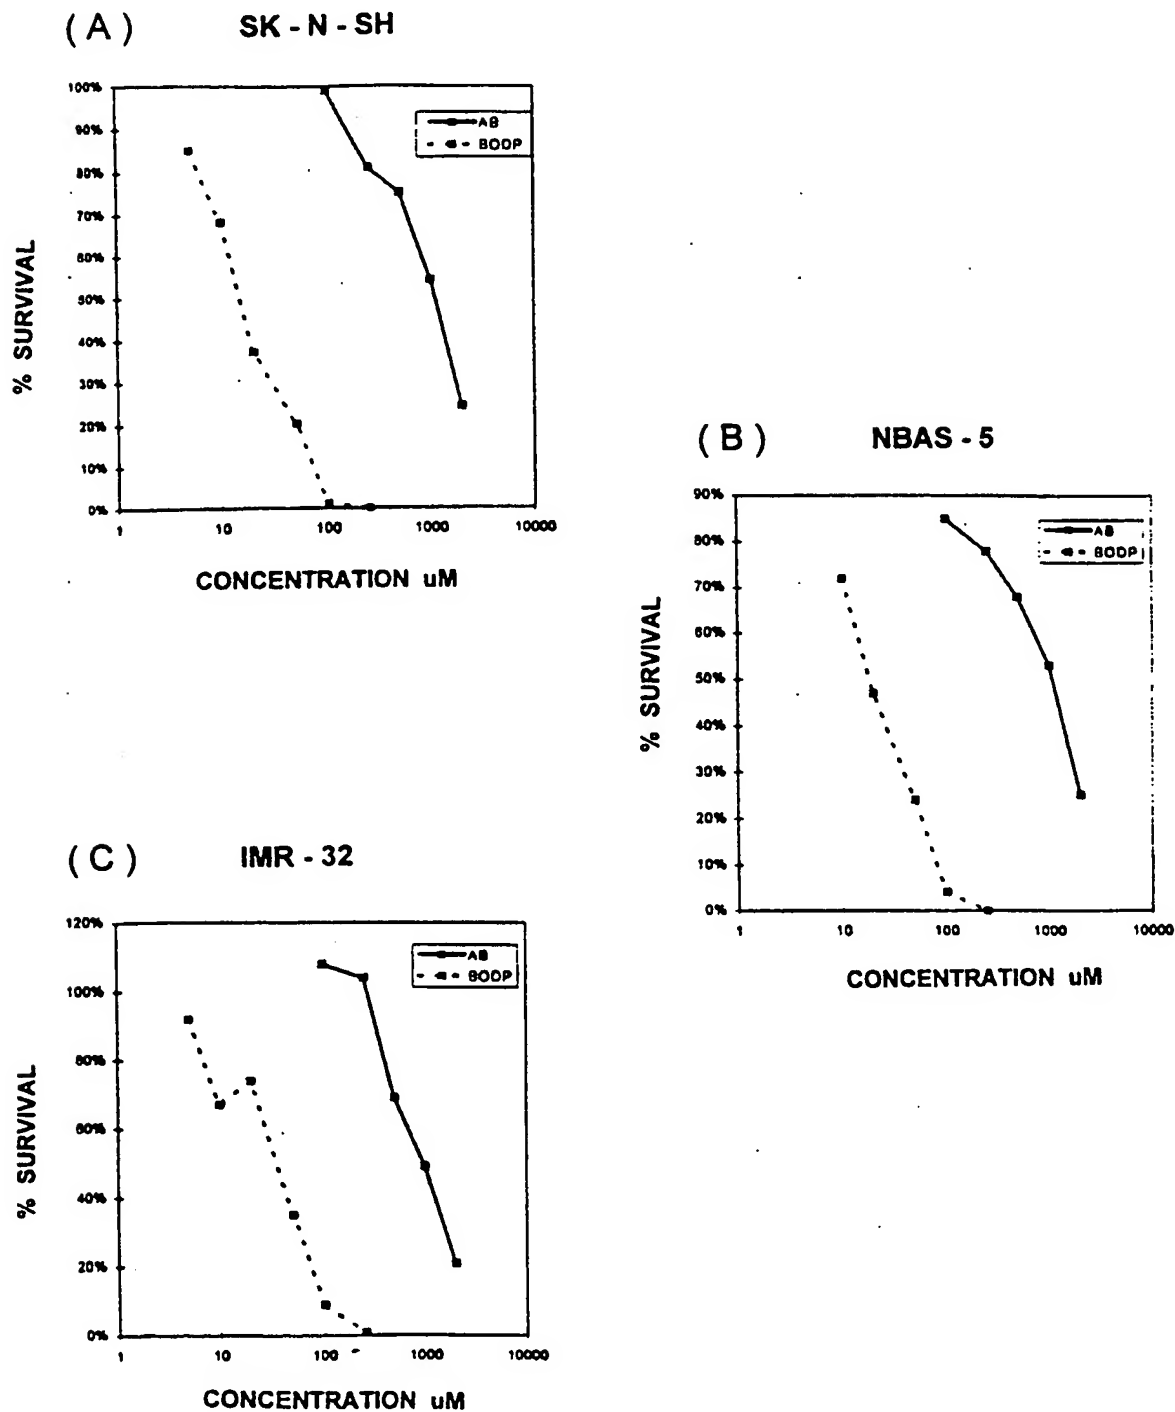 ( A ) SK - N - SH
100%
90%
80%
70%
60%
50%
40%
30%
20%
10%
0%
AB
BODP
1 10 100 1000 10000
% SURVIVAL
CONCENTRATION uM
( B ) NBAS - 5
90%
80%
70%
60%
50%
40%
30%
20%
10%
0%
AB
BODP
1 10 100 1000 10000
% SURVIVAL
CONCENTRATION uM
( C ) IMR - 32
120%
100%
80%
60%
40%
20%
0%
AB
BODP
1 10 100 1000 10000
% SURVIVAL
CONCENTRATION uM